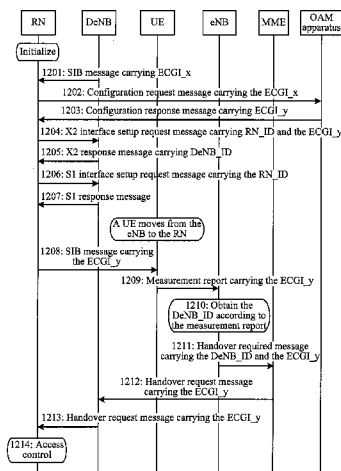 RN
DeNB
UE
eNB
MME
OAM
apparatus
Initialize
1201: SIB message carrying ECGI_x
1202: Configuration request message carrying the ECGI_x
1203: Configuration response message carrying ECGI_y
1204: X2 interface setup request message carrying RN_ID and the ECGI_y
1205: X2 response message carrying DeNB_ID
1206: S1 interface setup request message carrying the RN_ID
1207: S1 response message
A UE moves from the
eNB to the RN
1208: SIB message carrying
the ECGI_y
1209: Measurement report carrying the ECGI_y
1210: Obtain the
DeNB_ID according to
the measurement report
1211: Handover required message
carrying the DeNB_ID and the ECGI_y
1212: Handover request message
carrying the ECGI_y
1213: Handover request message carrying the ECGI_y
1214: Access
control